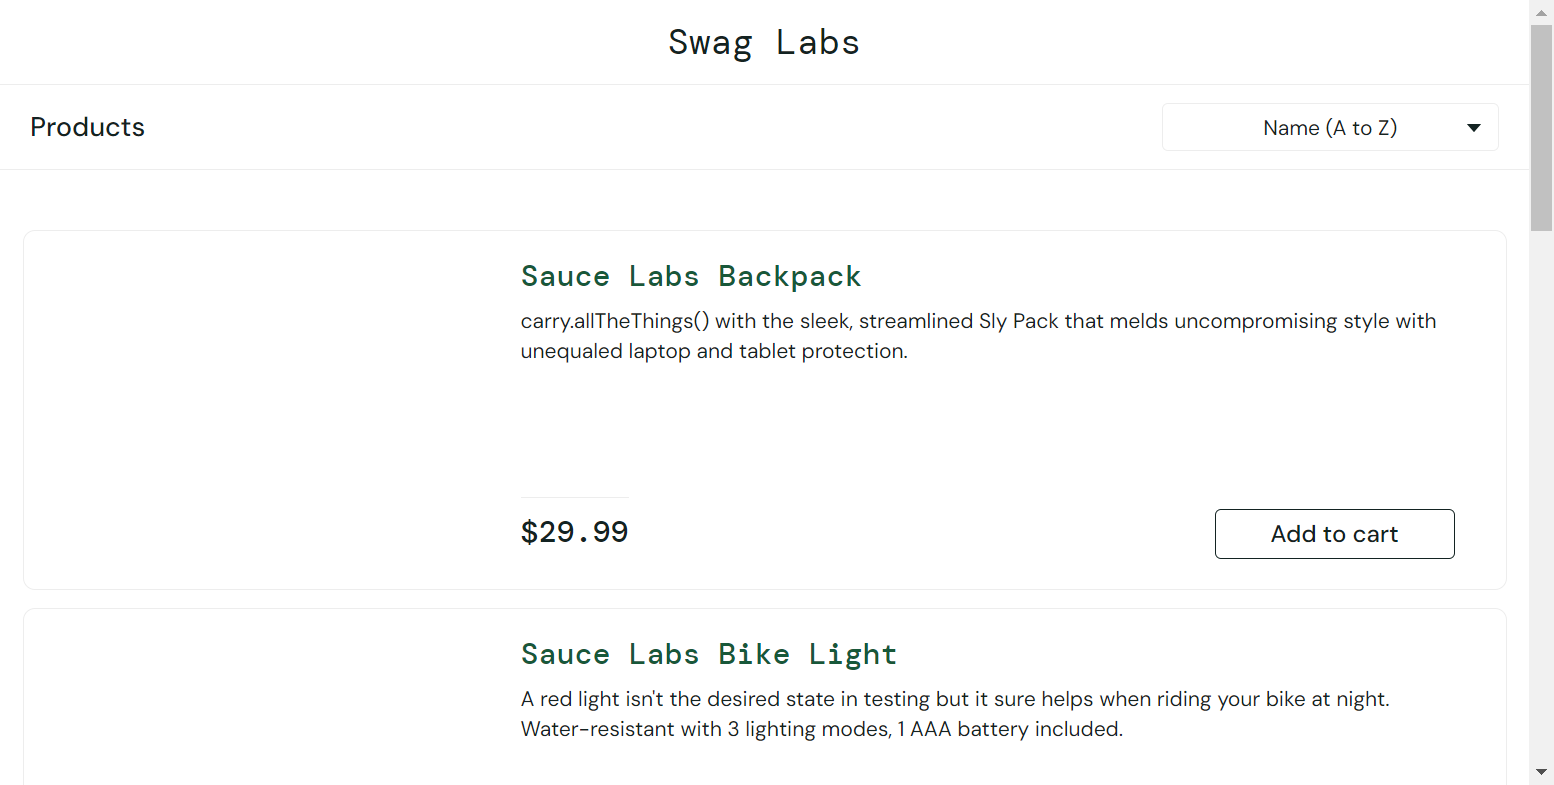 Swag Labs
Products
Name (A to Z)
Sauce Labs Backpack
carry.allTheThings() with the sleek, streamlined Sly Pack that melds uncompromising style with
unequaled laptop and tablet protection.
$29.99
Add to cart
Sauce Labs Bike Light
A red light isn't the desired state in testing but it sure helps when riding your bike at night.
Water-resistant with 3 lighting modes, 1 AAA battery included.